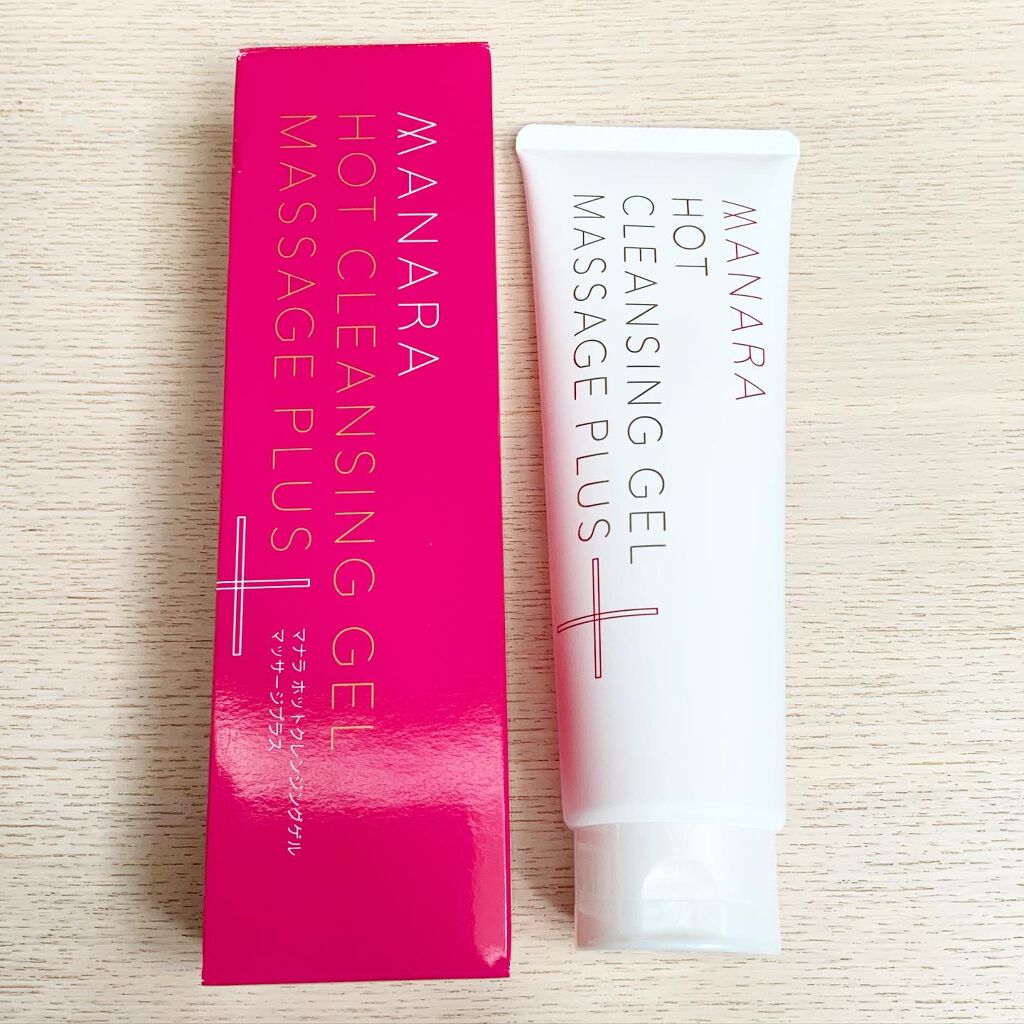 MANARA
HOT CLEANSING GEL
MASSAGE PLUS
マナラ ホットクレンジングゲル
マッサージプラス
MANARA
HOT
CLEANSING GEL
MASSAGE PLUS